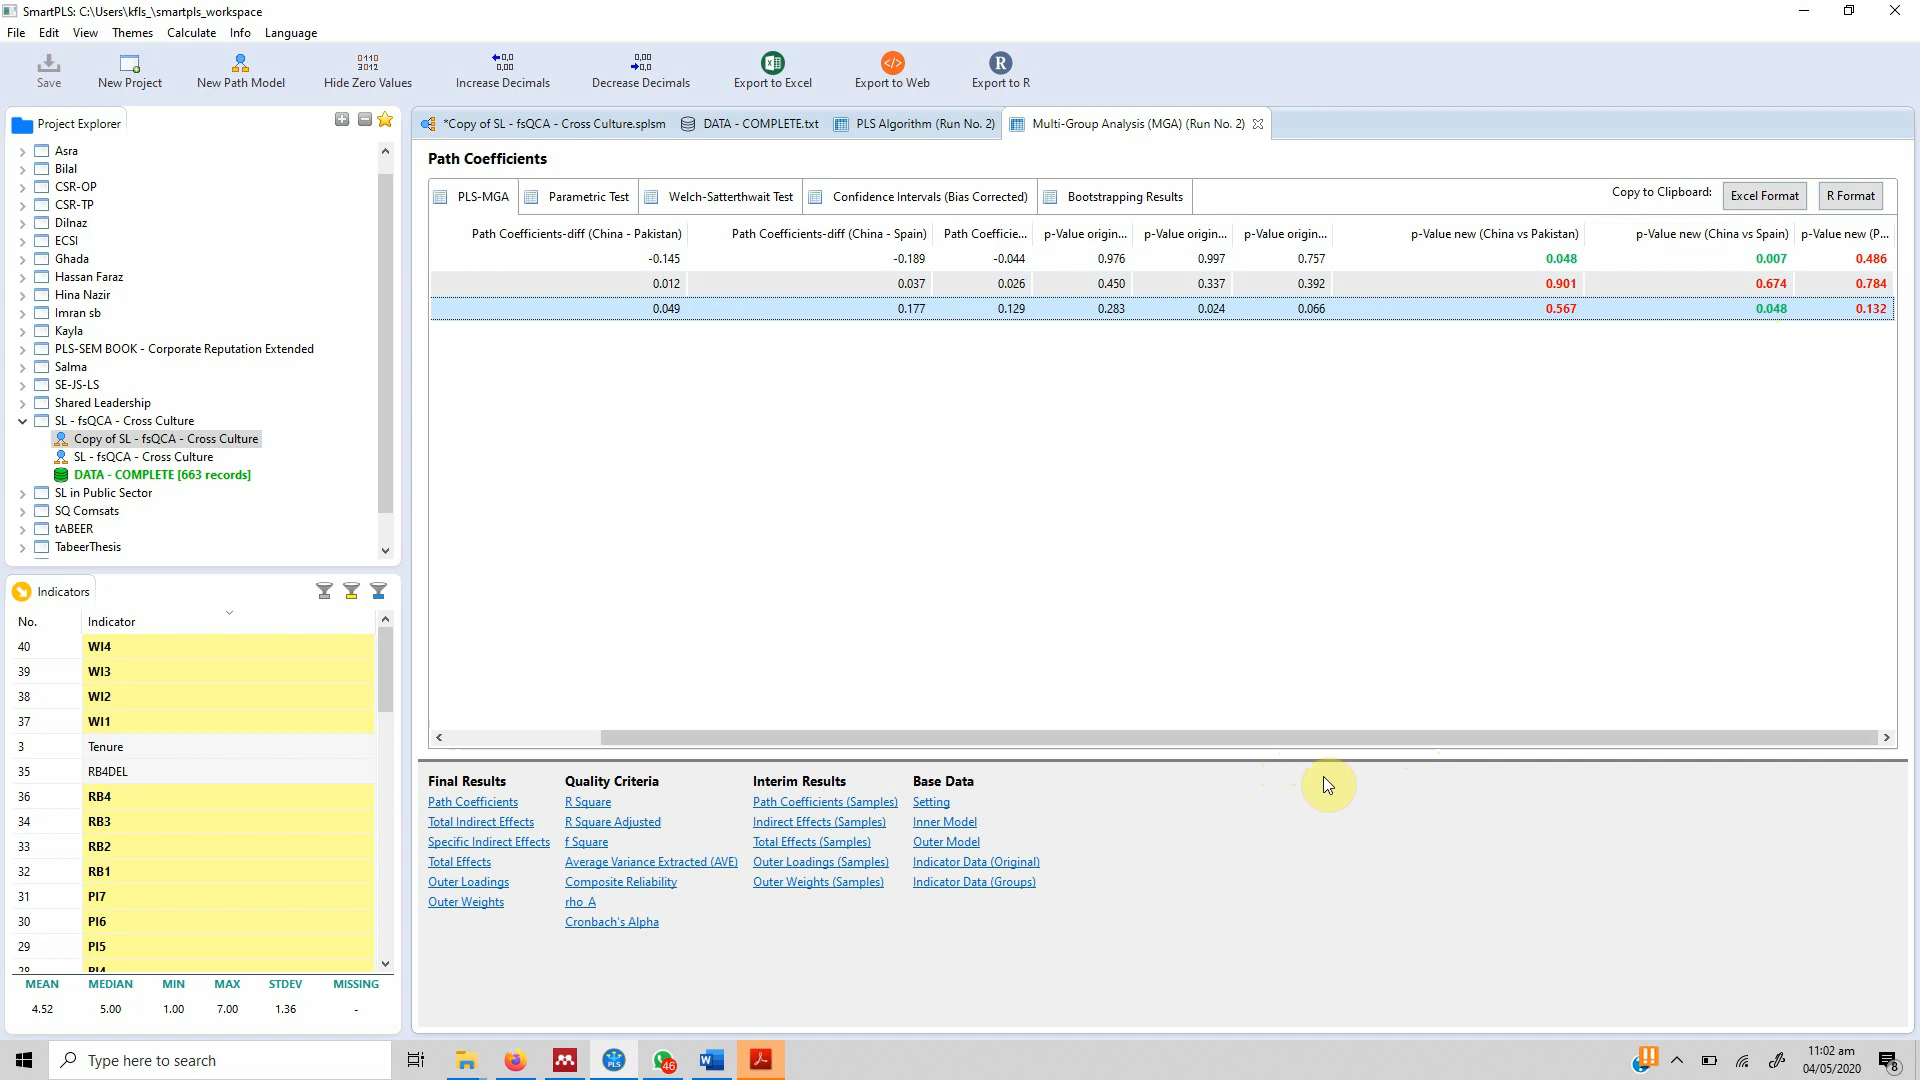 SmartPLS: C:\Users\kfls_\smartpls_workspace
File Edit View Themes Calculate Info Language
Save New Project New Path Model Hide Zero Values Increase Decimals Decrease Decimals Export to Excel Export to Web Export to R
Project Explorer
Asra
Bilal
CSR-OP
CSR-TP
Dilnaz
ECSI
Ghada
Hassan Faraz
Hina Nazir
Imran sb
Kayla
PLS-SEM BOOK - Corporate Reputation Extended
Salma
SE-JS-LS
Shared Leadership
SL - fsQCA - Cross Culture
Copy of SL - fsQCA - Cross Culture
SL - fsQCA - Cross Culture
DATA - COMPLETE [663 records]
SL in Public Sector
SQ Comsats
tABEER
TabeerThesis
Indicators
No. Indicator
40 WI4
39 WI3
38 WI2
37 WI1
3 Tenure
35 RB4DEL
36 RB4
34 RB3
33 RB2
32 RB1
31 PI7
30 PI6
29 PI5
28 PI4
MEAN MEDIAN MIN MAX STDEV MISSING
4.52 5.00 1.00 7.00 1.36 -
*Copy of SL - fsQCA - Cross Culture.splsm DATA - COMPLETE.txt PLS Algorithm (Run No. 2) Multi-Group Analysis (MGA) (Run No. 2)
Path Coefficients
PLS-MGA Parametric Test Welch-Satterthwait Test Confidence Intervals (Bias Corrected) Bootstrapping Results Copy to Clipboard: Excel Format R Format
Path Coefficients-diff (China - Pakistan) Path Coefficients-diff (China - Spain) Path Coefficie... p-Value origin... p-Value origin... p-Value origin... p-Value new (China vs Pakistan) p-Value new (China vs Spain) p-Value new (P...
-0.145 -0.189 -0.044 0.976 0.997 0.757 0.048 0.007 0.486
0.012 0.037 0.026 0.450 0.337 0.392 0.901 0.674 0.784
0.049 0.177 0.129 0.283 0.024 0.066 0.567 0.048 0.132
Final Results Quality Criteria Interim Results Base Data
Path Coefficients R Square Path Coefficients (Samples) Setting
Total Indirect Effects R Square Adjusted Indirect Effects (Samples) Inner Model
Specific Indirect Effects f Square Total Effects (Samples) Outer Model
Total Effects Average Variance Extracted (AVE) Outer Loadings (Samples) Indicator Data (Original)
Outer Loadings Composite Reliability Outer Weights (Samples) Indicator Data (Groups)
Outer Weights rho_A
Cronbach's Alpha
Type here to search
PLS
46
11:02 am
04/05/2020
8